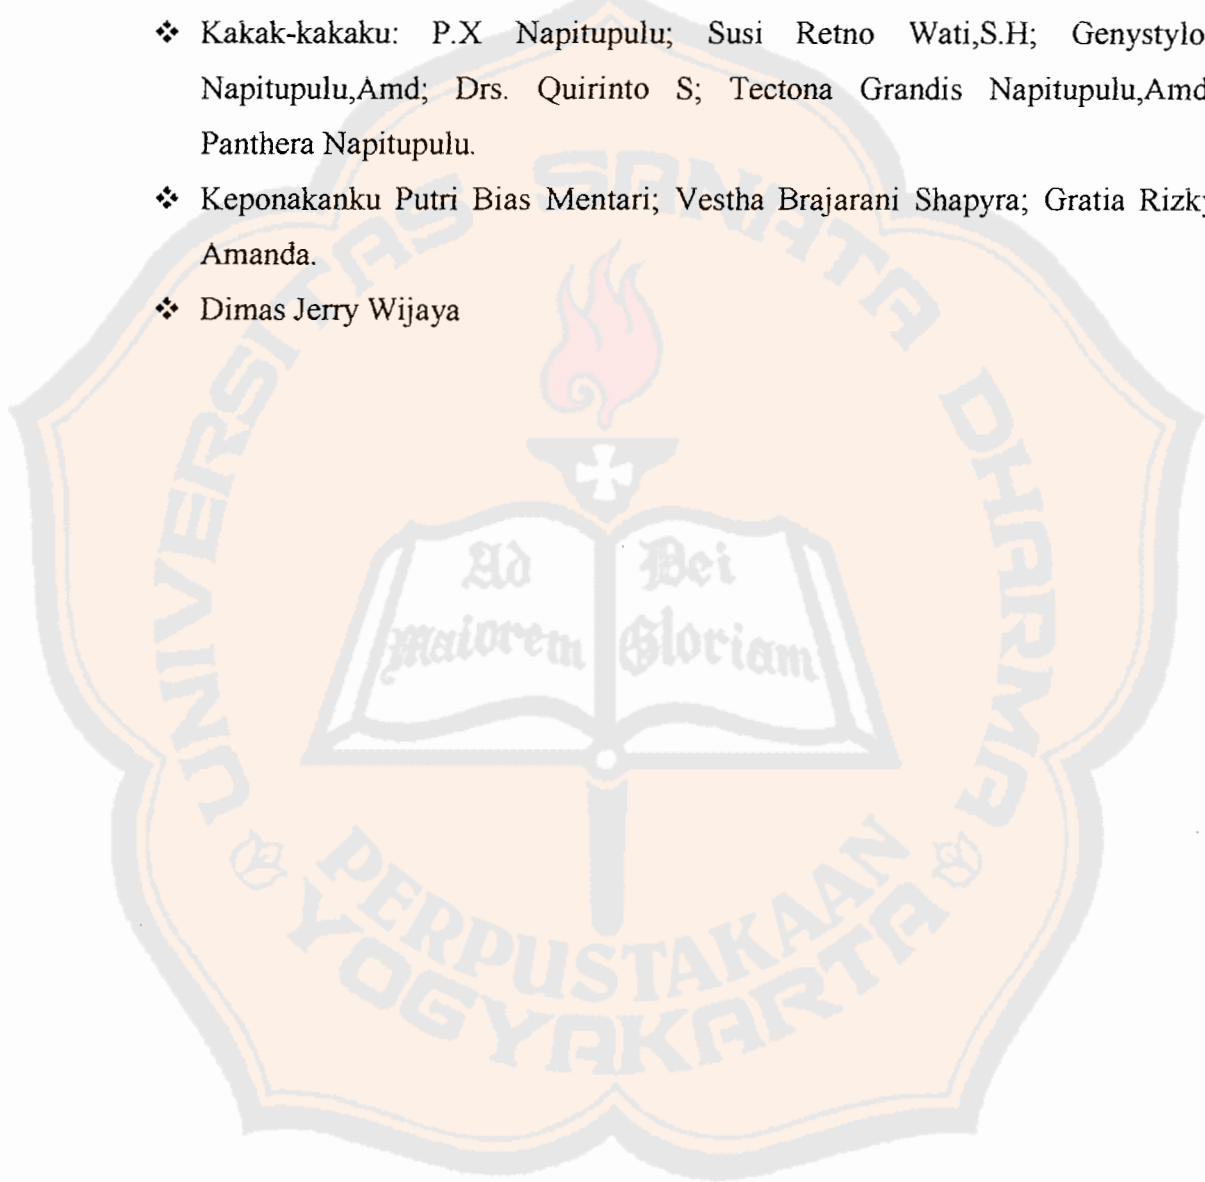 ❖ Kakak-kakaku: P.X Napitupulu; Susi Retno Wati,S.H; Genystylo
Napitupulu,Amd; Drs. Quirinto S; Tectona Grandis Napitupulu,Amd
Panthera Napitupulu.
❖ Keponakanku Putri Bias Mentari; Vestha Brajarani Shapyra; Gratia Rizky
Amanda.
❖ Dimas Jerry Wijaya
UNIVERSITAS SANATA DHARMA
Ad Dei
Maiorem Gloriam
PERPUSTAKAAN
YOGYAKARTA